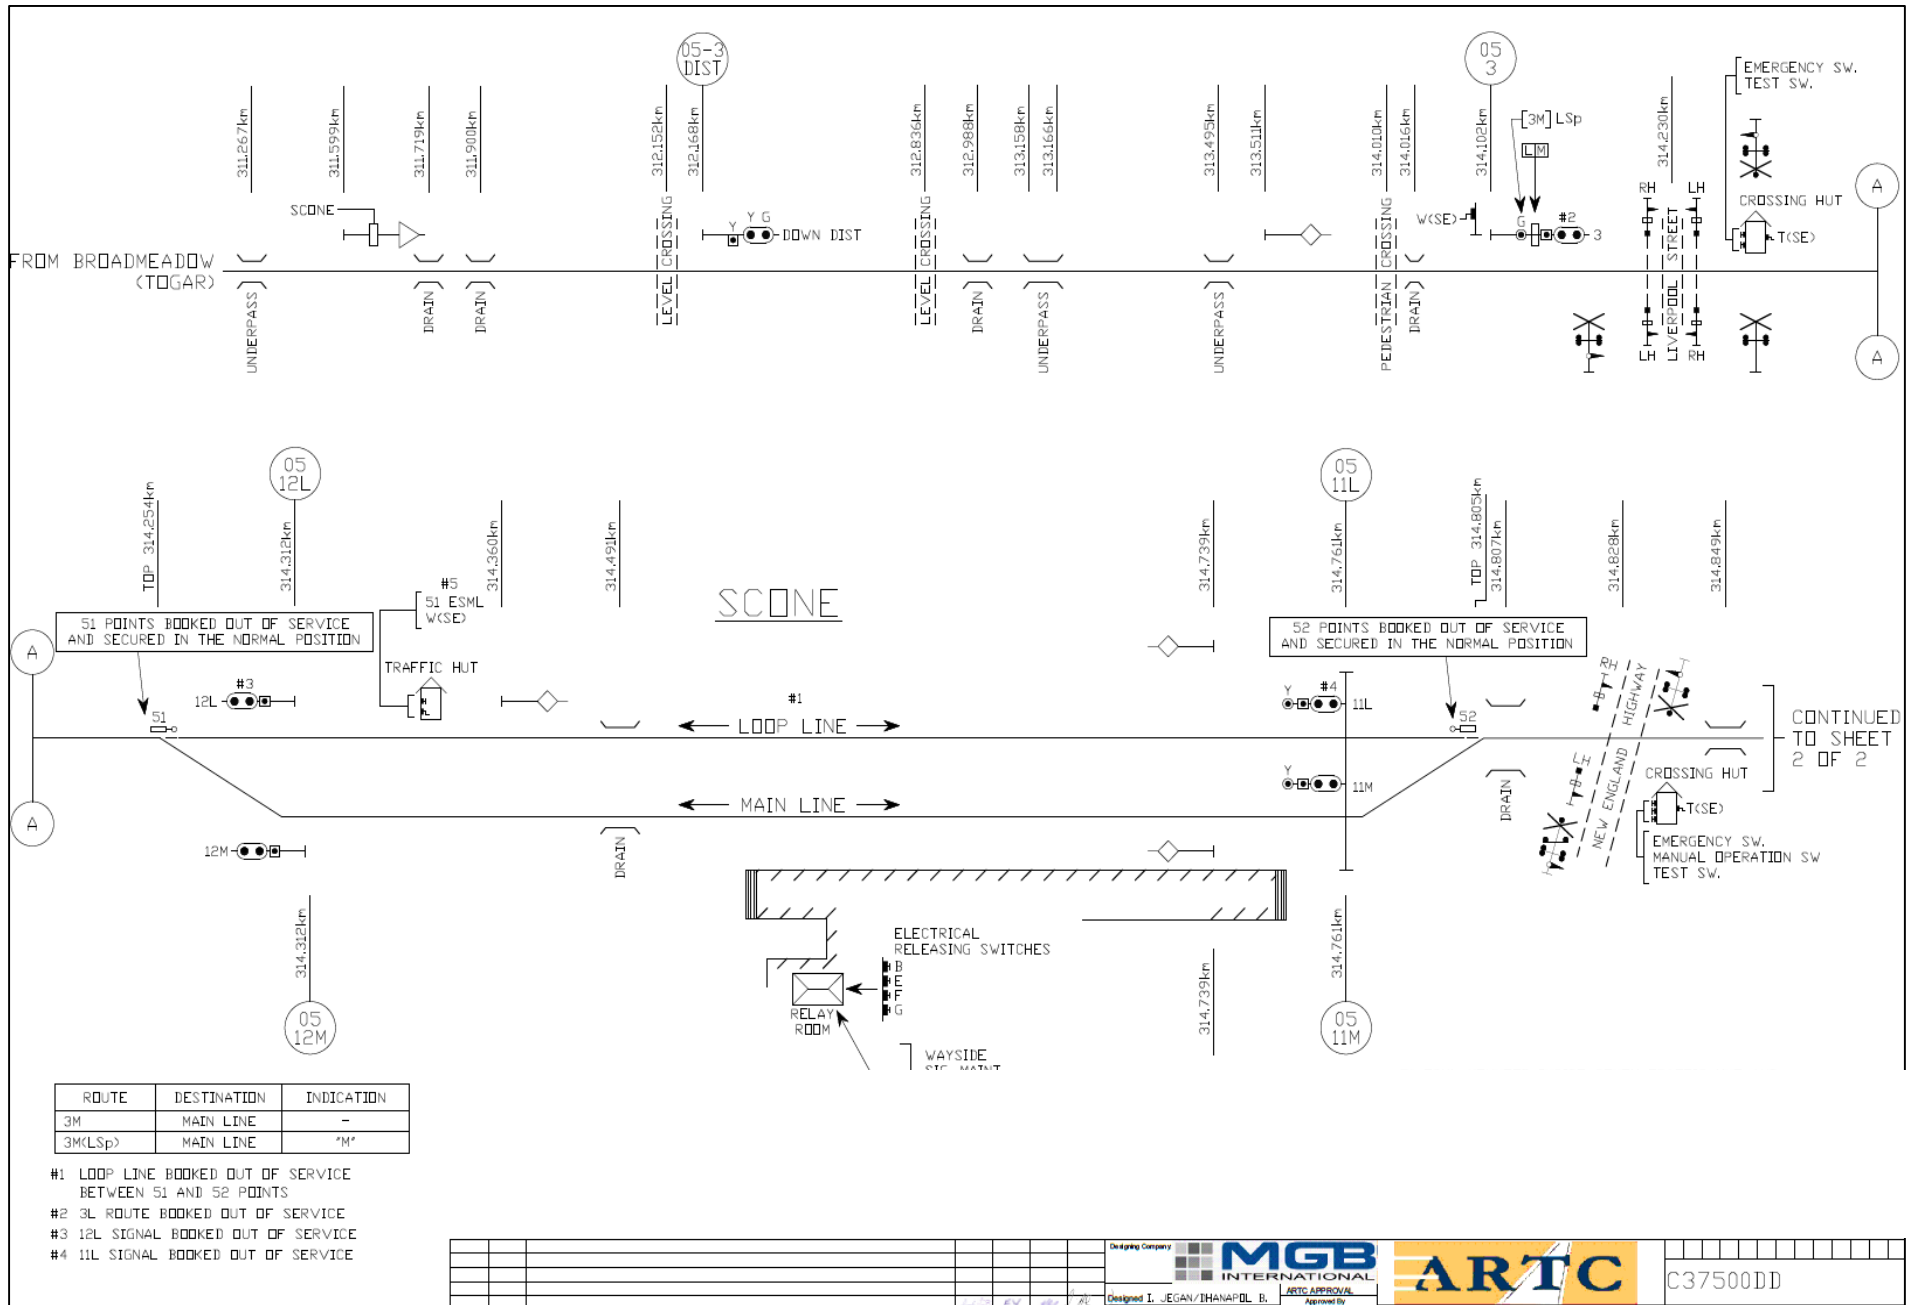 05-3
DIST
05
3
EMERGENCY SW.
TEST SW.
311.267km
311.599km
311.719km
311.900km
312.152km
312.168km
312.836km
312.988km
313.158km
313.166km
313.495km
313.511km
314.010km
314.016km
314.102km
314.230km
[3M] LSp
L M
SCONE
Y
Y G
DOWN DIST
W(SE)
G
#2
3
RH
LH
CROSSING HUT
T(SE)
A
FROM BROADMEADOW
(TOGAR)
LEVEL CROSSING
LEVEL CROSSING
PEDESTRIAN CROSSING
LIVERPOOL STREET
UNDERPASS
DRAIN
DRAIN
DRAIN
UNDERPASS
UNDERPASS
DRAIN
LH
RH
A
05
12L
05
11L
TOP 314.254km
314.312km
314.360km
314.491km
314.739km
314.761km
TOP 314.805km
314.807km
314.828km
314.849km
#5
51 ESML
W(SE)
SCONE
51 POINTS BOOKED OUT OF SERVICE
AND SECURED IN THE NORMAL POSITION
52 POINTS BOOKED OUT OF SERVICE
AND SECURED IN THE NORMAL POSITION
A
TRAFFIC HUT
#3
12L
#1
LOOP LINE
Y
#4
11L
51
52
RH
NEW ENGLAND HIGHWAY
LH
CONTINUED
TO SHEET
2 OF 2
MAIN LINE
Y
11M
DRAIN
CROSSING HUT
T(SE)
A
12M
DRAIN
EMERGENCY SW.
MANUAL OPERATION SW
TEST SW.
314.312km
ELECTRICAL
RELEASING SWITCHES
B
E
F
G
RELAY
ROOM
314.739km
314.761km
05
12M
05
11M
WAYSIDE
SIG MAINT
ROUTE DESTINATION INDICATION
3M MAIN LINE -
3M(LSp) MAIN LINE "M"
#1 LOOP LINE BOOKED OUT OF SERVICE
BETWEEN 51 AND 52 POINTS
#2 3L ROUTE BOOKED OUT OF SERVICE
#3 12L SIGNAL BOOKED OUT OF SERVICE
#4 11L SIGNAL BOOKED OUT OF SERVICE
Designing Company
MGB
INTERNATIONAL
ARTC APPROVAL
Designed I. JEGAN/DHANAPOL B.
Approved By
ARTC
C37500DD